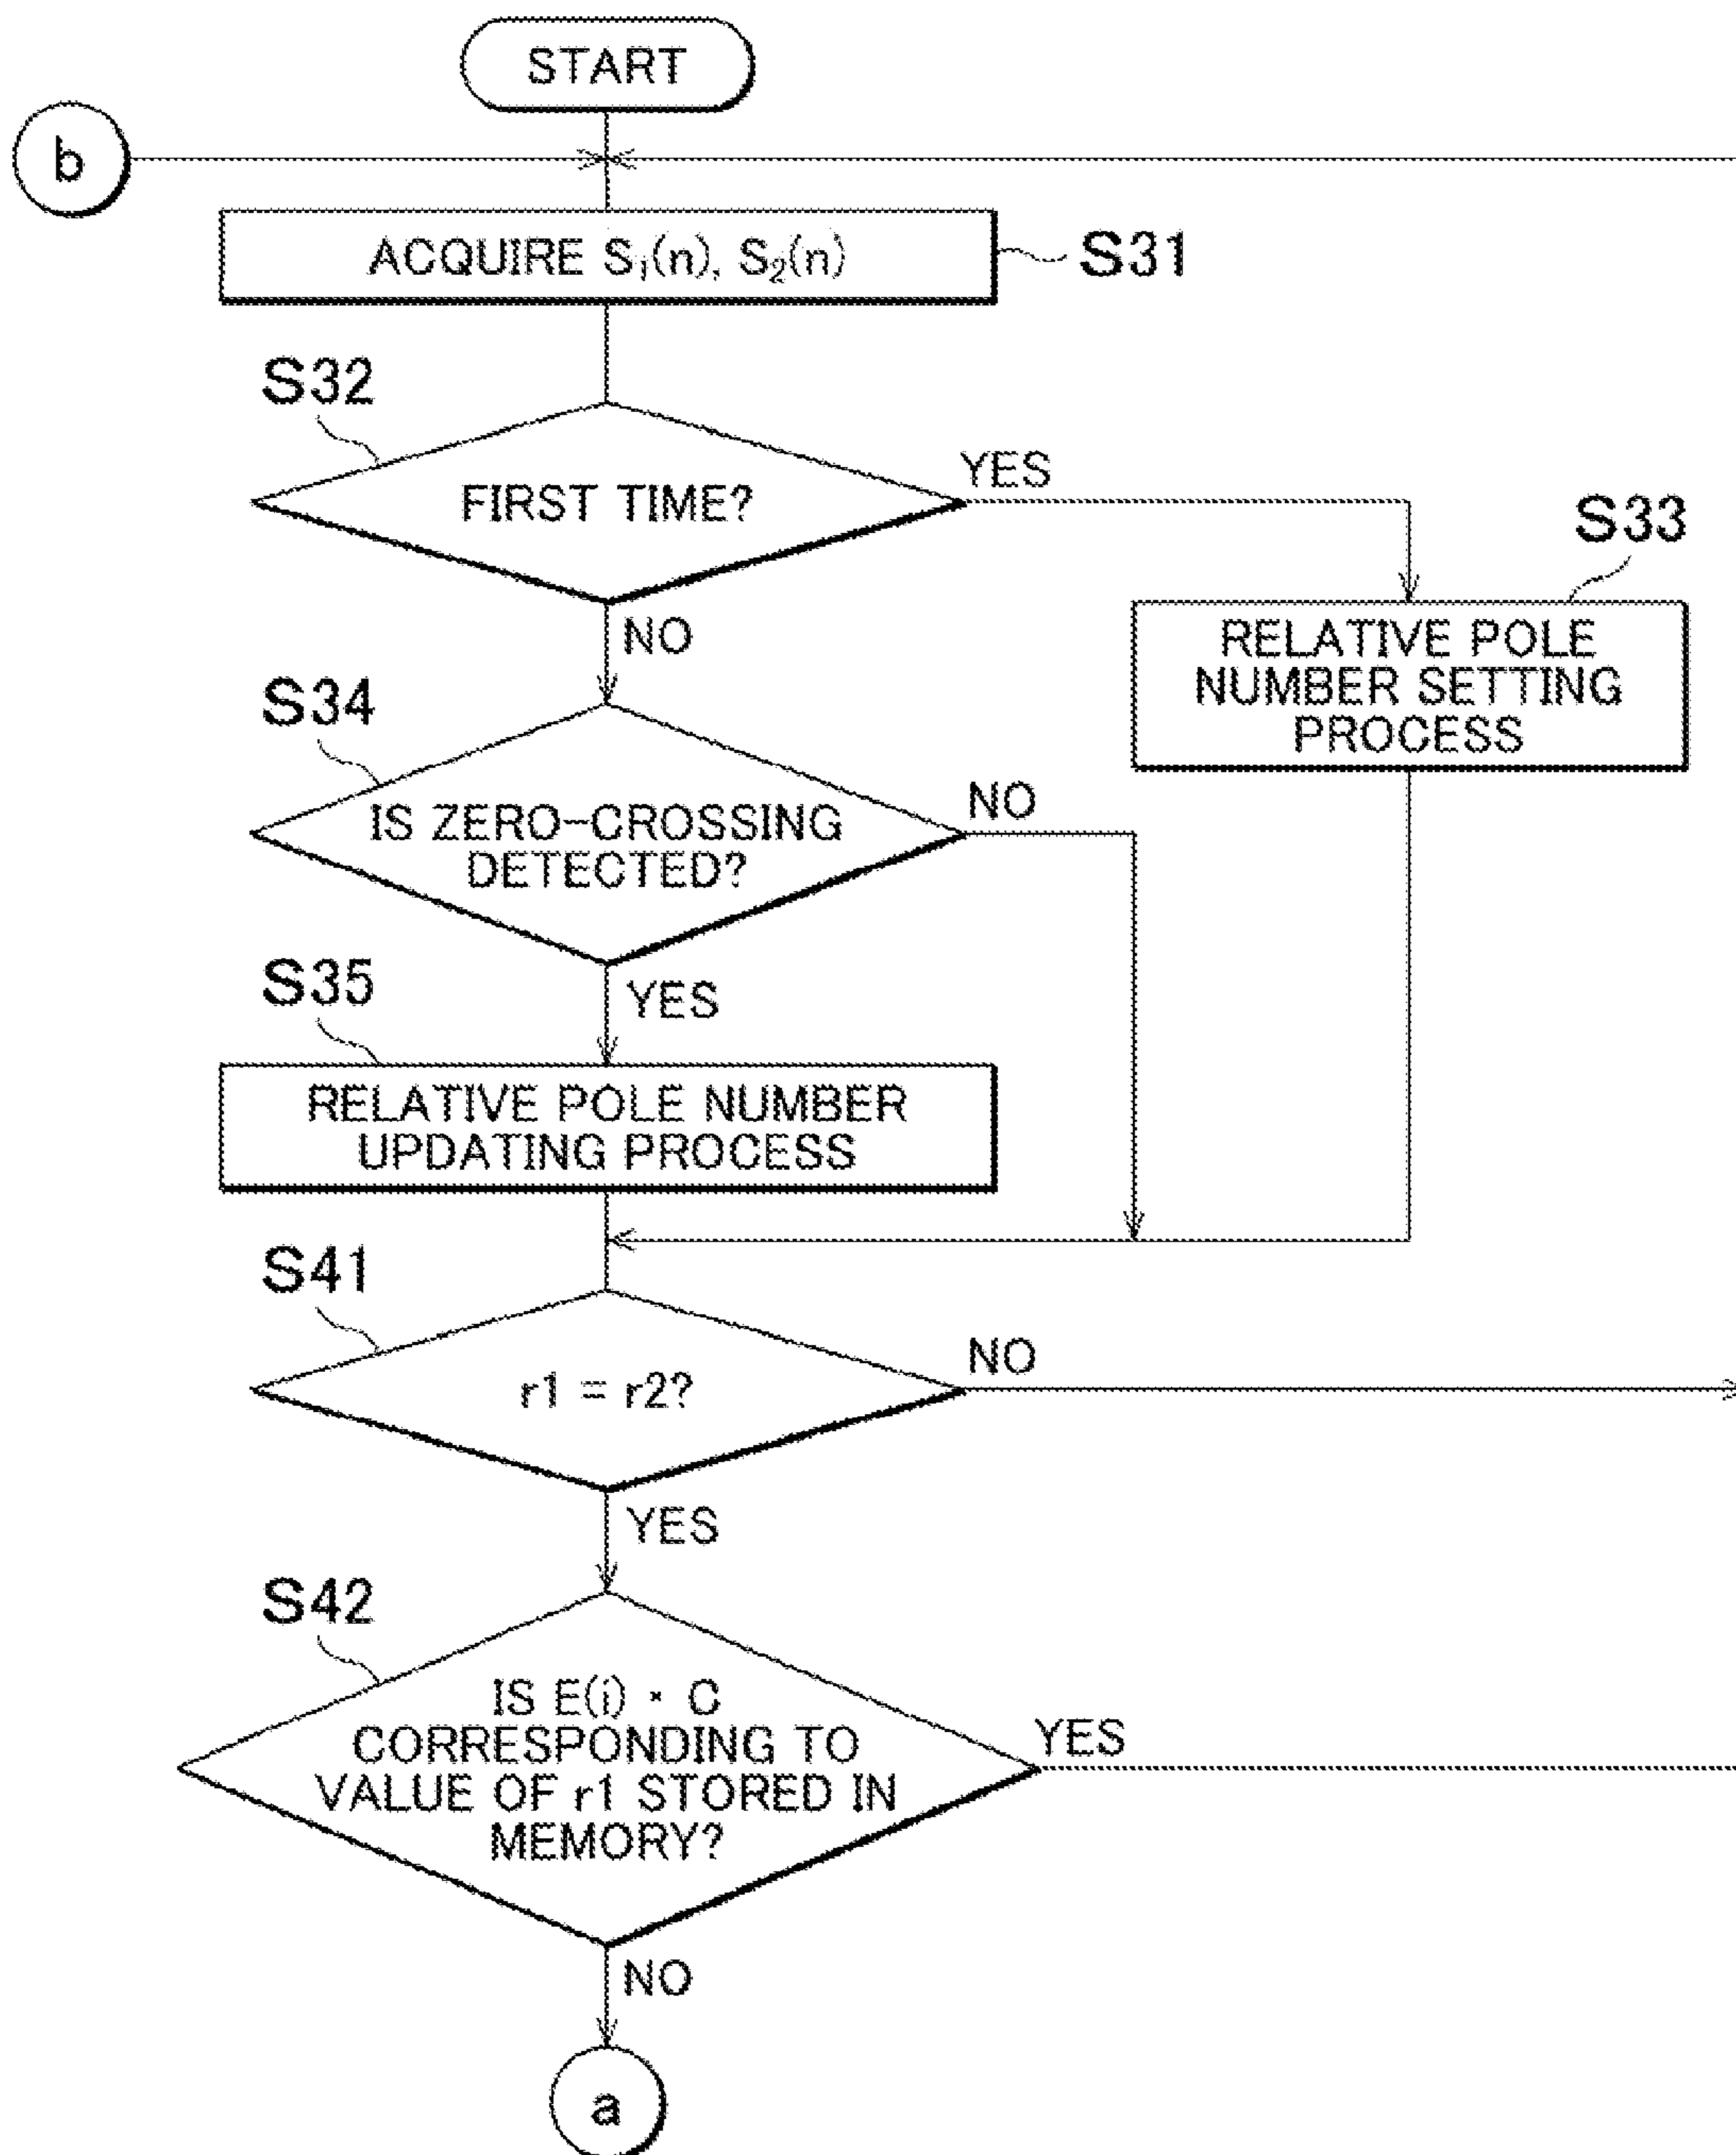 START
b
ACQUIRE S₁(n), S₂(n)
S31
S32
FIRST TIME?
YES
NO
S33
RELATIVE POLE
NUMBER SETTING
PROCESS
S34
IS ZERO-CROSSING
DETECTED?
NO
YES
S35
RELATIVE POLE NUMBER
UPDATING PROCESS
S41
r1 = r2?
NO
YES
S42
IS E(i) · C
CORRESPONDING TO
VALUE OF r1 STORED IN
MEMORY?
YES
NO
a